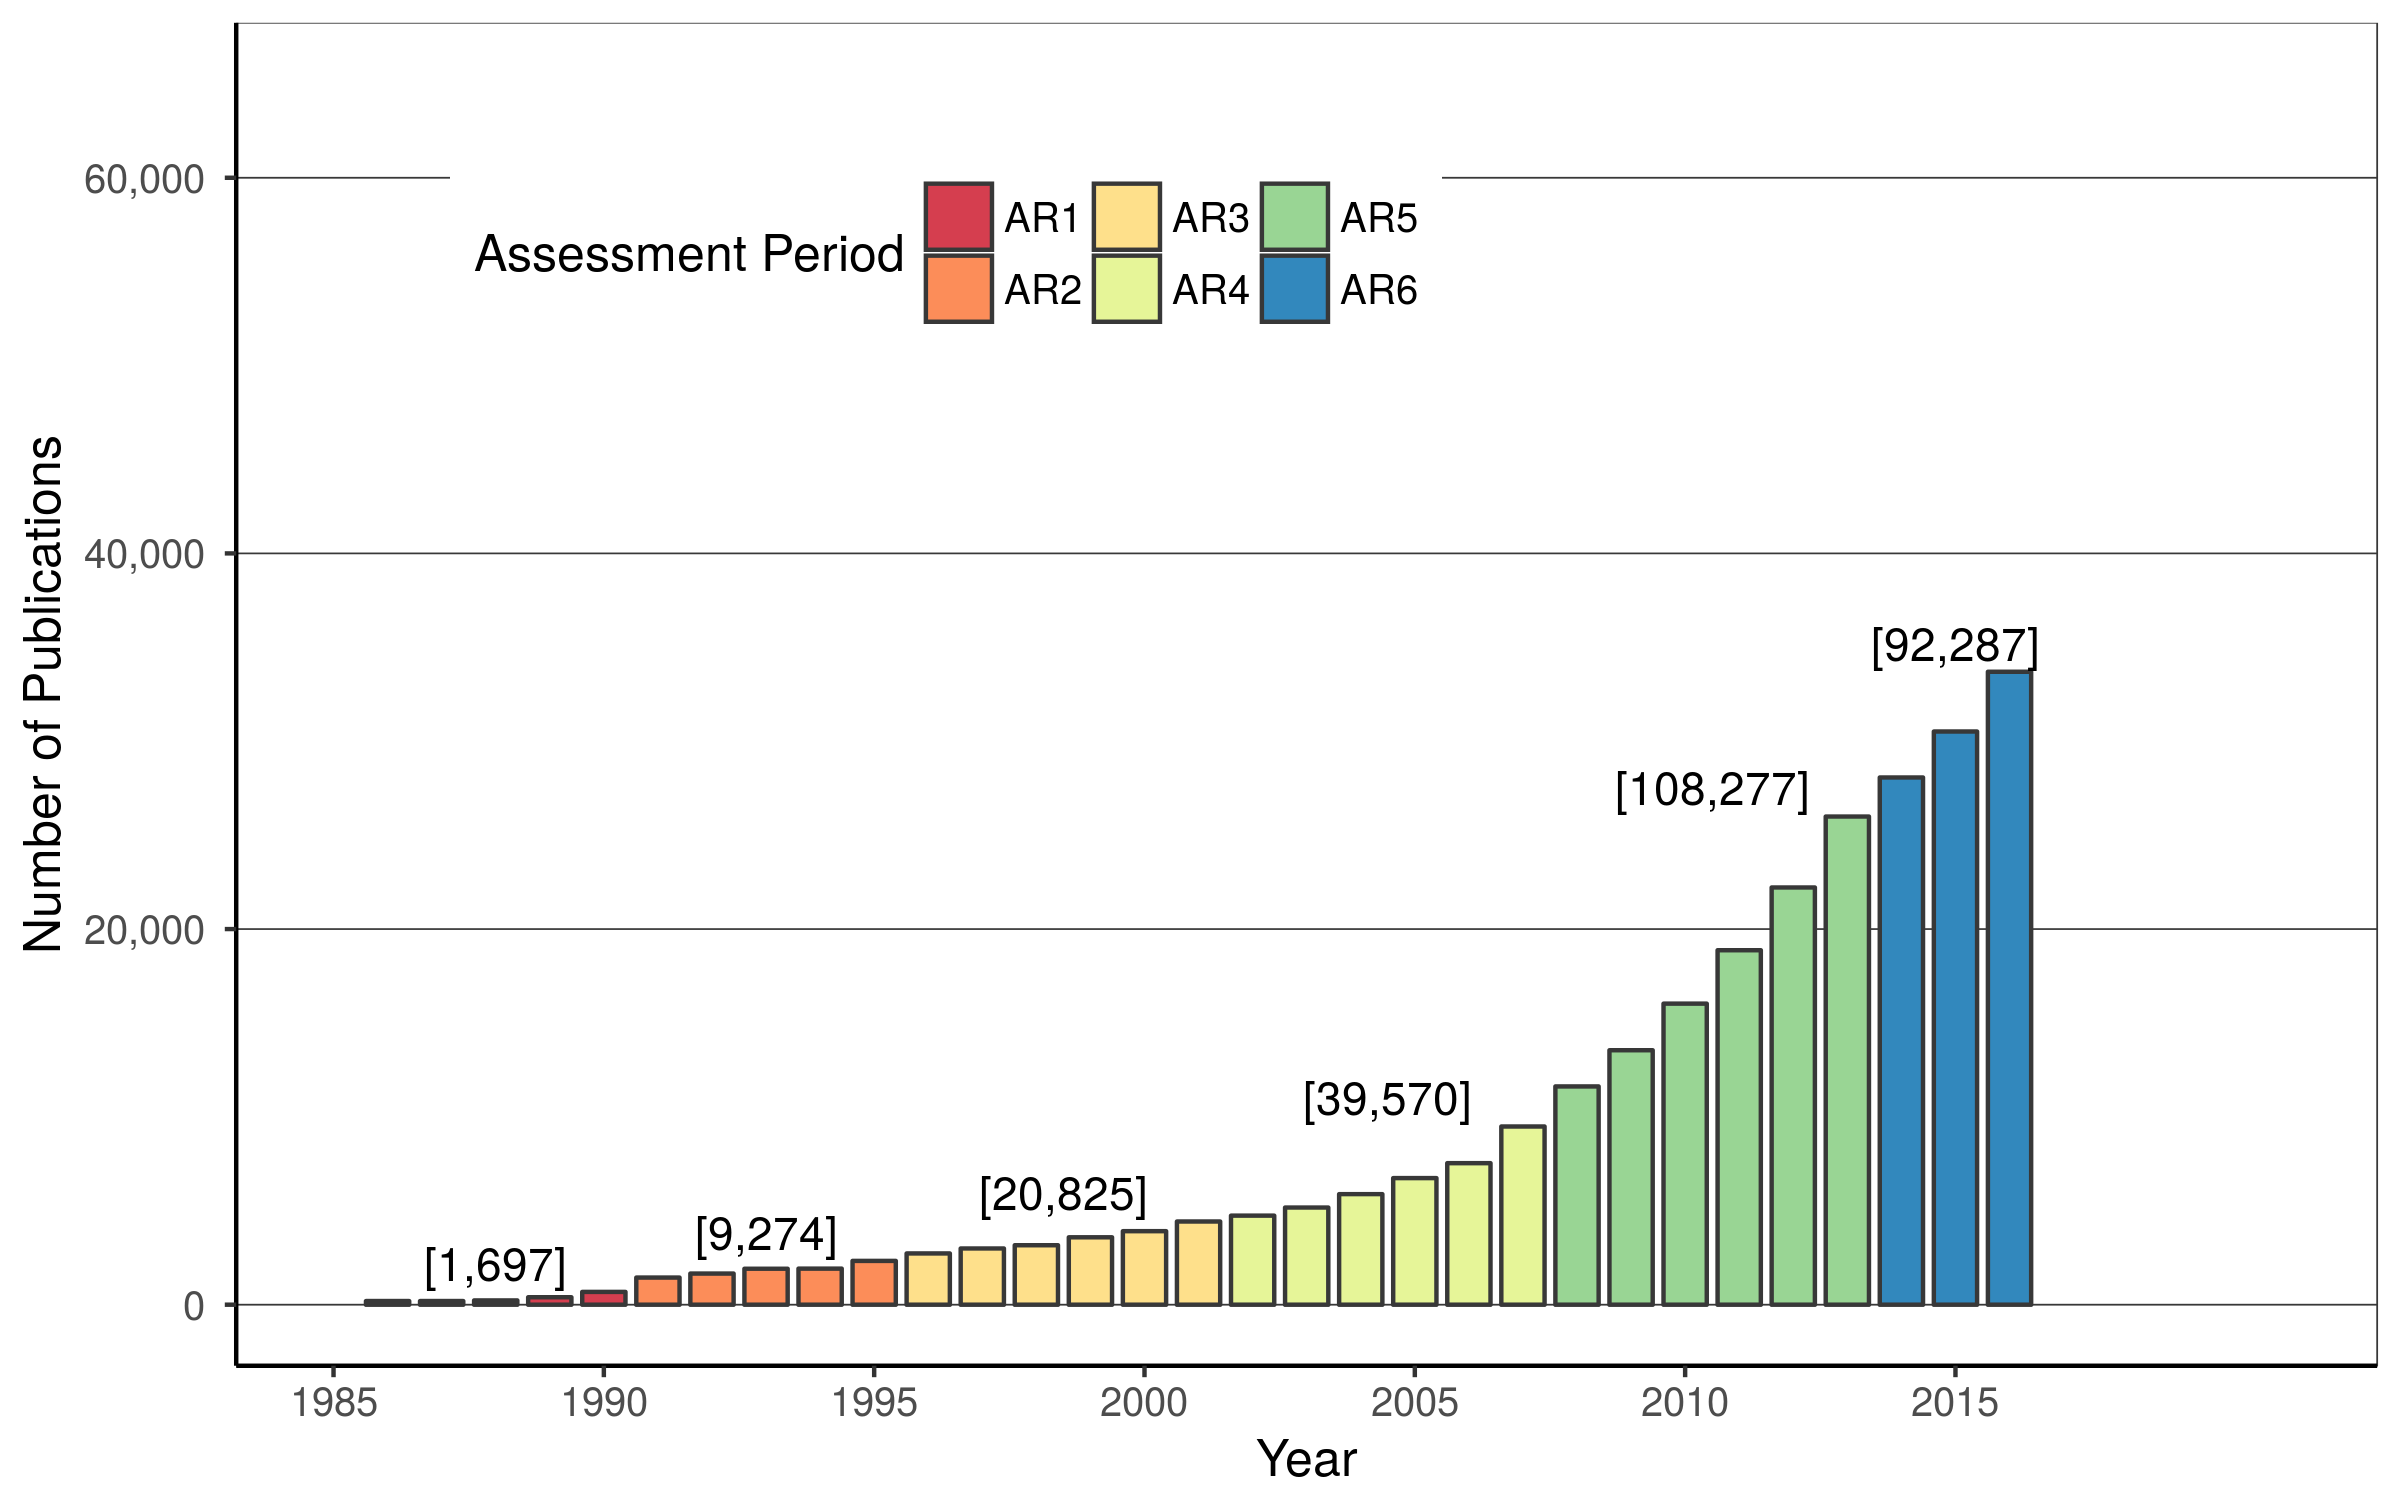 60,000
40,000
20,000
0
Number of Publications
Assessment Period
AR1 AR3 AR5
AR2 AR4 AR6
[92,287]
[108,277]
[39,570]
[20,825]
[9,274]
[1,697]
1985 1990 1995 2000 2005 2010 2015
Year